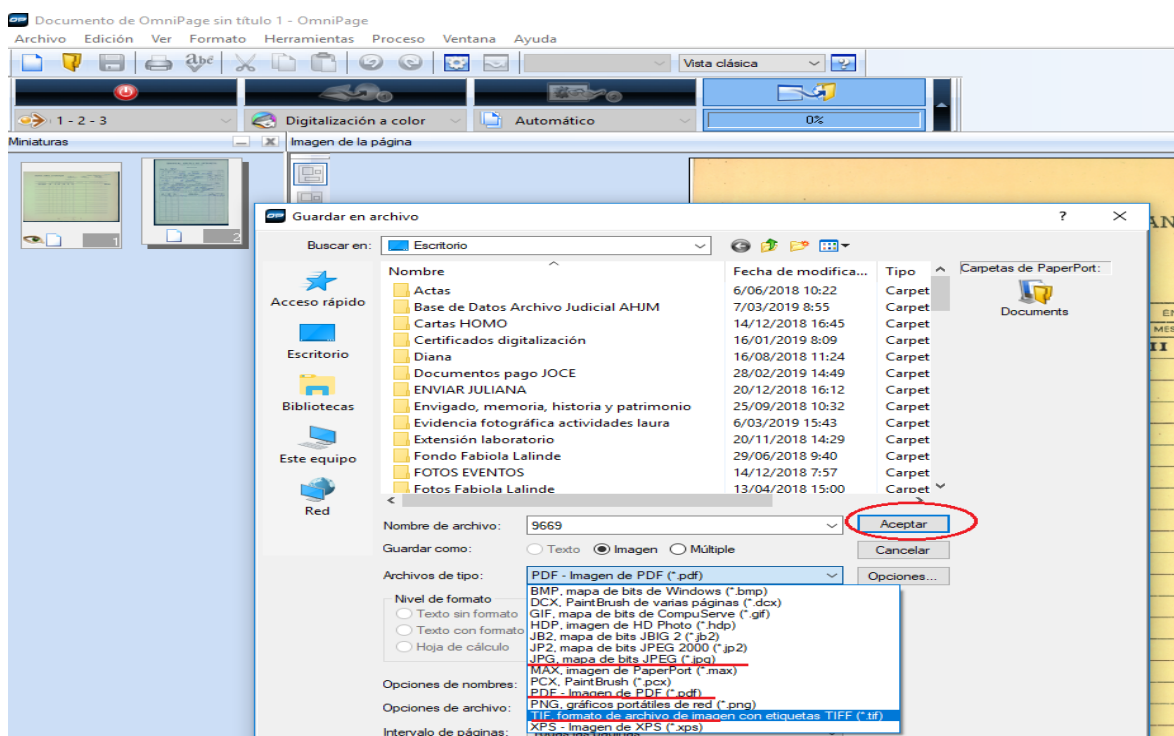 Documento de OmniPage sin título 1 - OmniPage
Archivo Edición Ver Formato Herramientas Proceso Ventana Ayuda
Vista clásica
1 - 2 - 3 Digitalización a color Automático 0%
Miniaturas Imagen de la página
1 2
Guardar en archivo
Buscar en: Escritorio
Nombre Fecha de modifica... Tipo Carpetas de PaperPort:
Actas 6/06/2018 10:22 Carpet
Base de Datos Archivo Judicial AHJM 7/03/2019 8:55 Carpet
Cartas HOMO 14/12/2018 16:45 Carpet
Certificados digitalización 16/01/2019 8:09 Carpet
Diana 16/08/2018 11:24 Carpet
Documentos pago JOCE 28/02/2019 14:49 Carpet
ENVIAR JULIANA 20/12/2018 16:12 Carpet
Envigado, memoria, historia y patrimonio 25/09/2018 10:32 Carpet
Evidencia fotográfica actividades laura 6/03/2019 15:43 Carpet
Extensión laboratorio 20/11/2018 14:29 Carpet
Fondo Fabiola Lalinde 29/06/2018 9:40 Carpet
FOTOS EVENTOS 14/12/2018 7:57 Carpet
Fotos Fabiola Lalinde 13/04/2018 15:00 Carpet
Acceso rápido
Escritorio
Bibliotecas
Este equipo
Red
Documents
AN
MES
II
Nombre de archivo: 9669 Aceptar
Guardar como: Texto Imagen Múltiple Cancelar
Archivos de tipo: PDF - Imagen de PDF (*.pdf) Opciones...
BMP, mapa de bits de Windows (*.bmp)
DCX, PaintBrush de varias páginas (*.dcx)
GIF, mapa de bits de CompuServe (*.gif)
HDP, imagen de HD Photo (*.hdp)
JB2, mapa de bits JBIG 2 (*.jb2)
JP2, mapa de bits JPEG 2000 (*.jp2)
JPG, mapa de bits JPEG (*.jpg)
MAX, imagen de PaperPort (*.max)
PCX, PaintBrush (*.pcx)
PDF - Imagen de PDF (*.pdf)
PNG, gráficos portátiles de red (*.png)
TIF, formato de archivo de imagen con etiquetas TIFF (*.tif)
XPS - Imagen de XPS (*.xps)
Nivel de formato
Texto sin formato
Texto con formato
Hoja de cálculo
Opciones de nombres:
Opciones de archivo:
Intervalo de páginas: